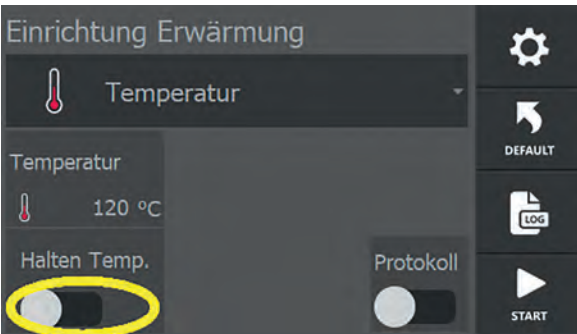 Einrichtung Erwärmung
Temperatur
DEFAULT
Temperatur
120 °C
LOG
Halten Temp.
Protokoll
START